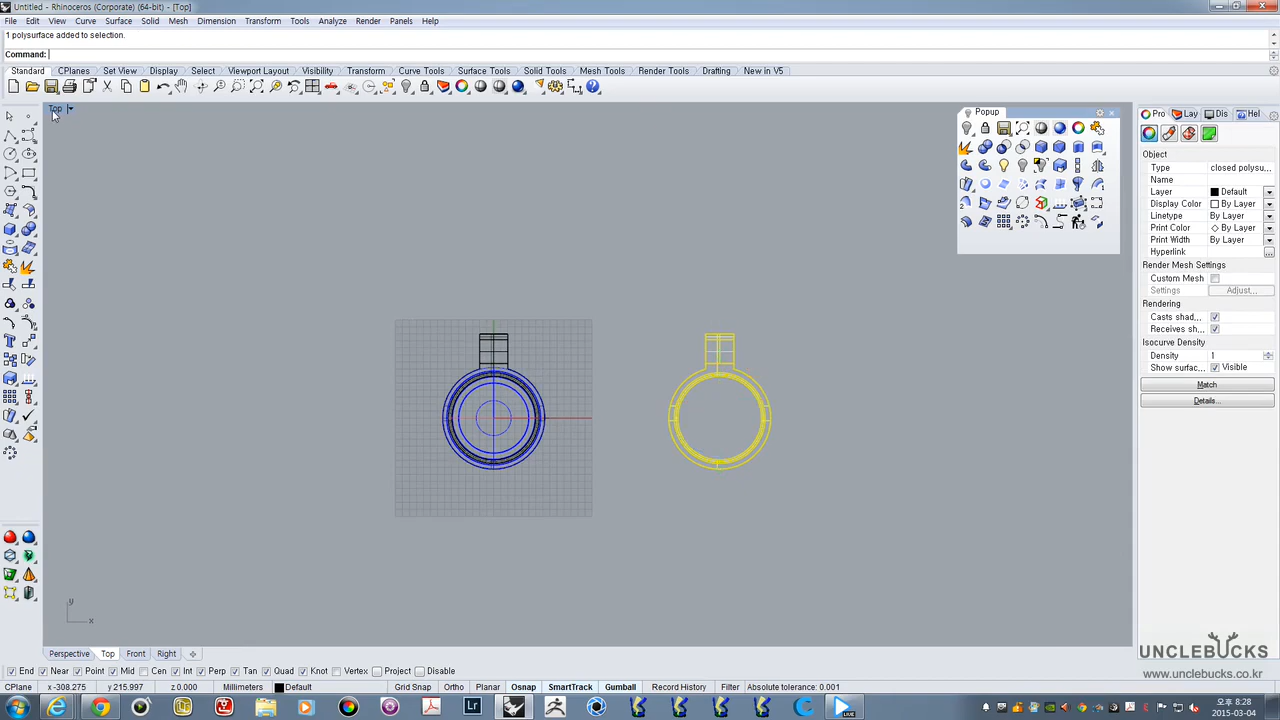 Untitled - Rhinoceros (Corporate) (64-bit) - [Top]
File Edit View Curve Surface Solid Mesh Dimension Transform Tools Analyze Render Panels Help
1 polysurface added to selection.
Command:
Standard CPlanes Set View Display Select Viewport Layout Visibility Transform Curve Tools Surface Tools Solid Tools Mesh Tools Render Tools Drafting New in V5
Top
Popup
Pro Lay Dis Hel
Object
Type closed polysu...
Name
Layer Default
Display Color By Layer
Linetype By Layer
Print Color By Layer
Print Width By Layer
Hyperlink
Render Mesh Settings
Custom Mesh
Settings Adjust...
Rendering
Casts shad...
Receives sh...
Isocurve Density
Density 1
Show surfac... Visible
Match
Details...
y
x
Perspective Top Front Right
UNCLEBUCKS
www.unclebucks.co.kr
End Near Point Mid Cen Int Perp Tan Quad Knot Vertex Project Disable
CPlane x -308.275 y 215.997 z 0.000 Millimeters Default Grid Snap Ortho Planar Osnap SmartTrack Gumball Record History Filter Absolute tolerance: 0.001
Lr LIVE
오후 8:28
2015-03-04